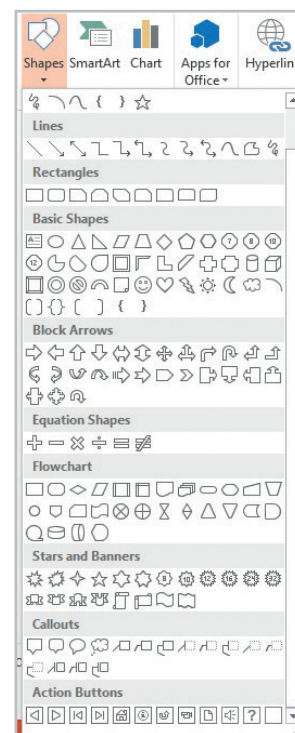 Shapes SmartArt Chart Apps for Office Hyperlin
Lines
Rectangles
Basic Shapes
Block Arrows
Equation Shapes
Flowchart
Stars and Banners
Callouts
Action Buttons